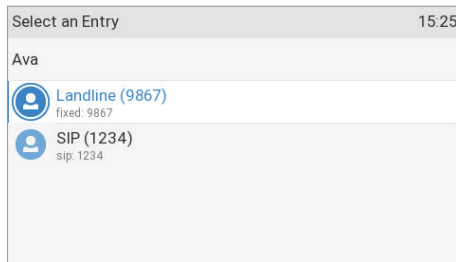 Select an Entry 15:25
Ava
Landline (9867)
fixed: 9867
SIP (1234)
sip: 1234